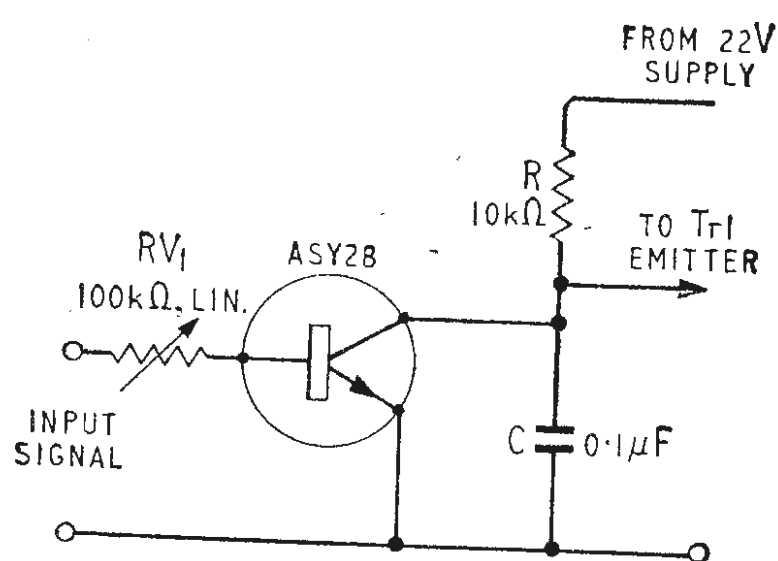 FROM 22V
SUPPLY
R
10kΩ
TO Tr1
EMITTER
RV1
100kΩ, LIN.
ASY28
INPUT
SIGNAL
C
0·1μF